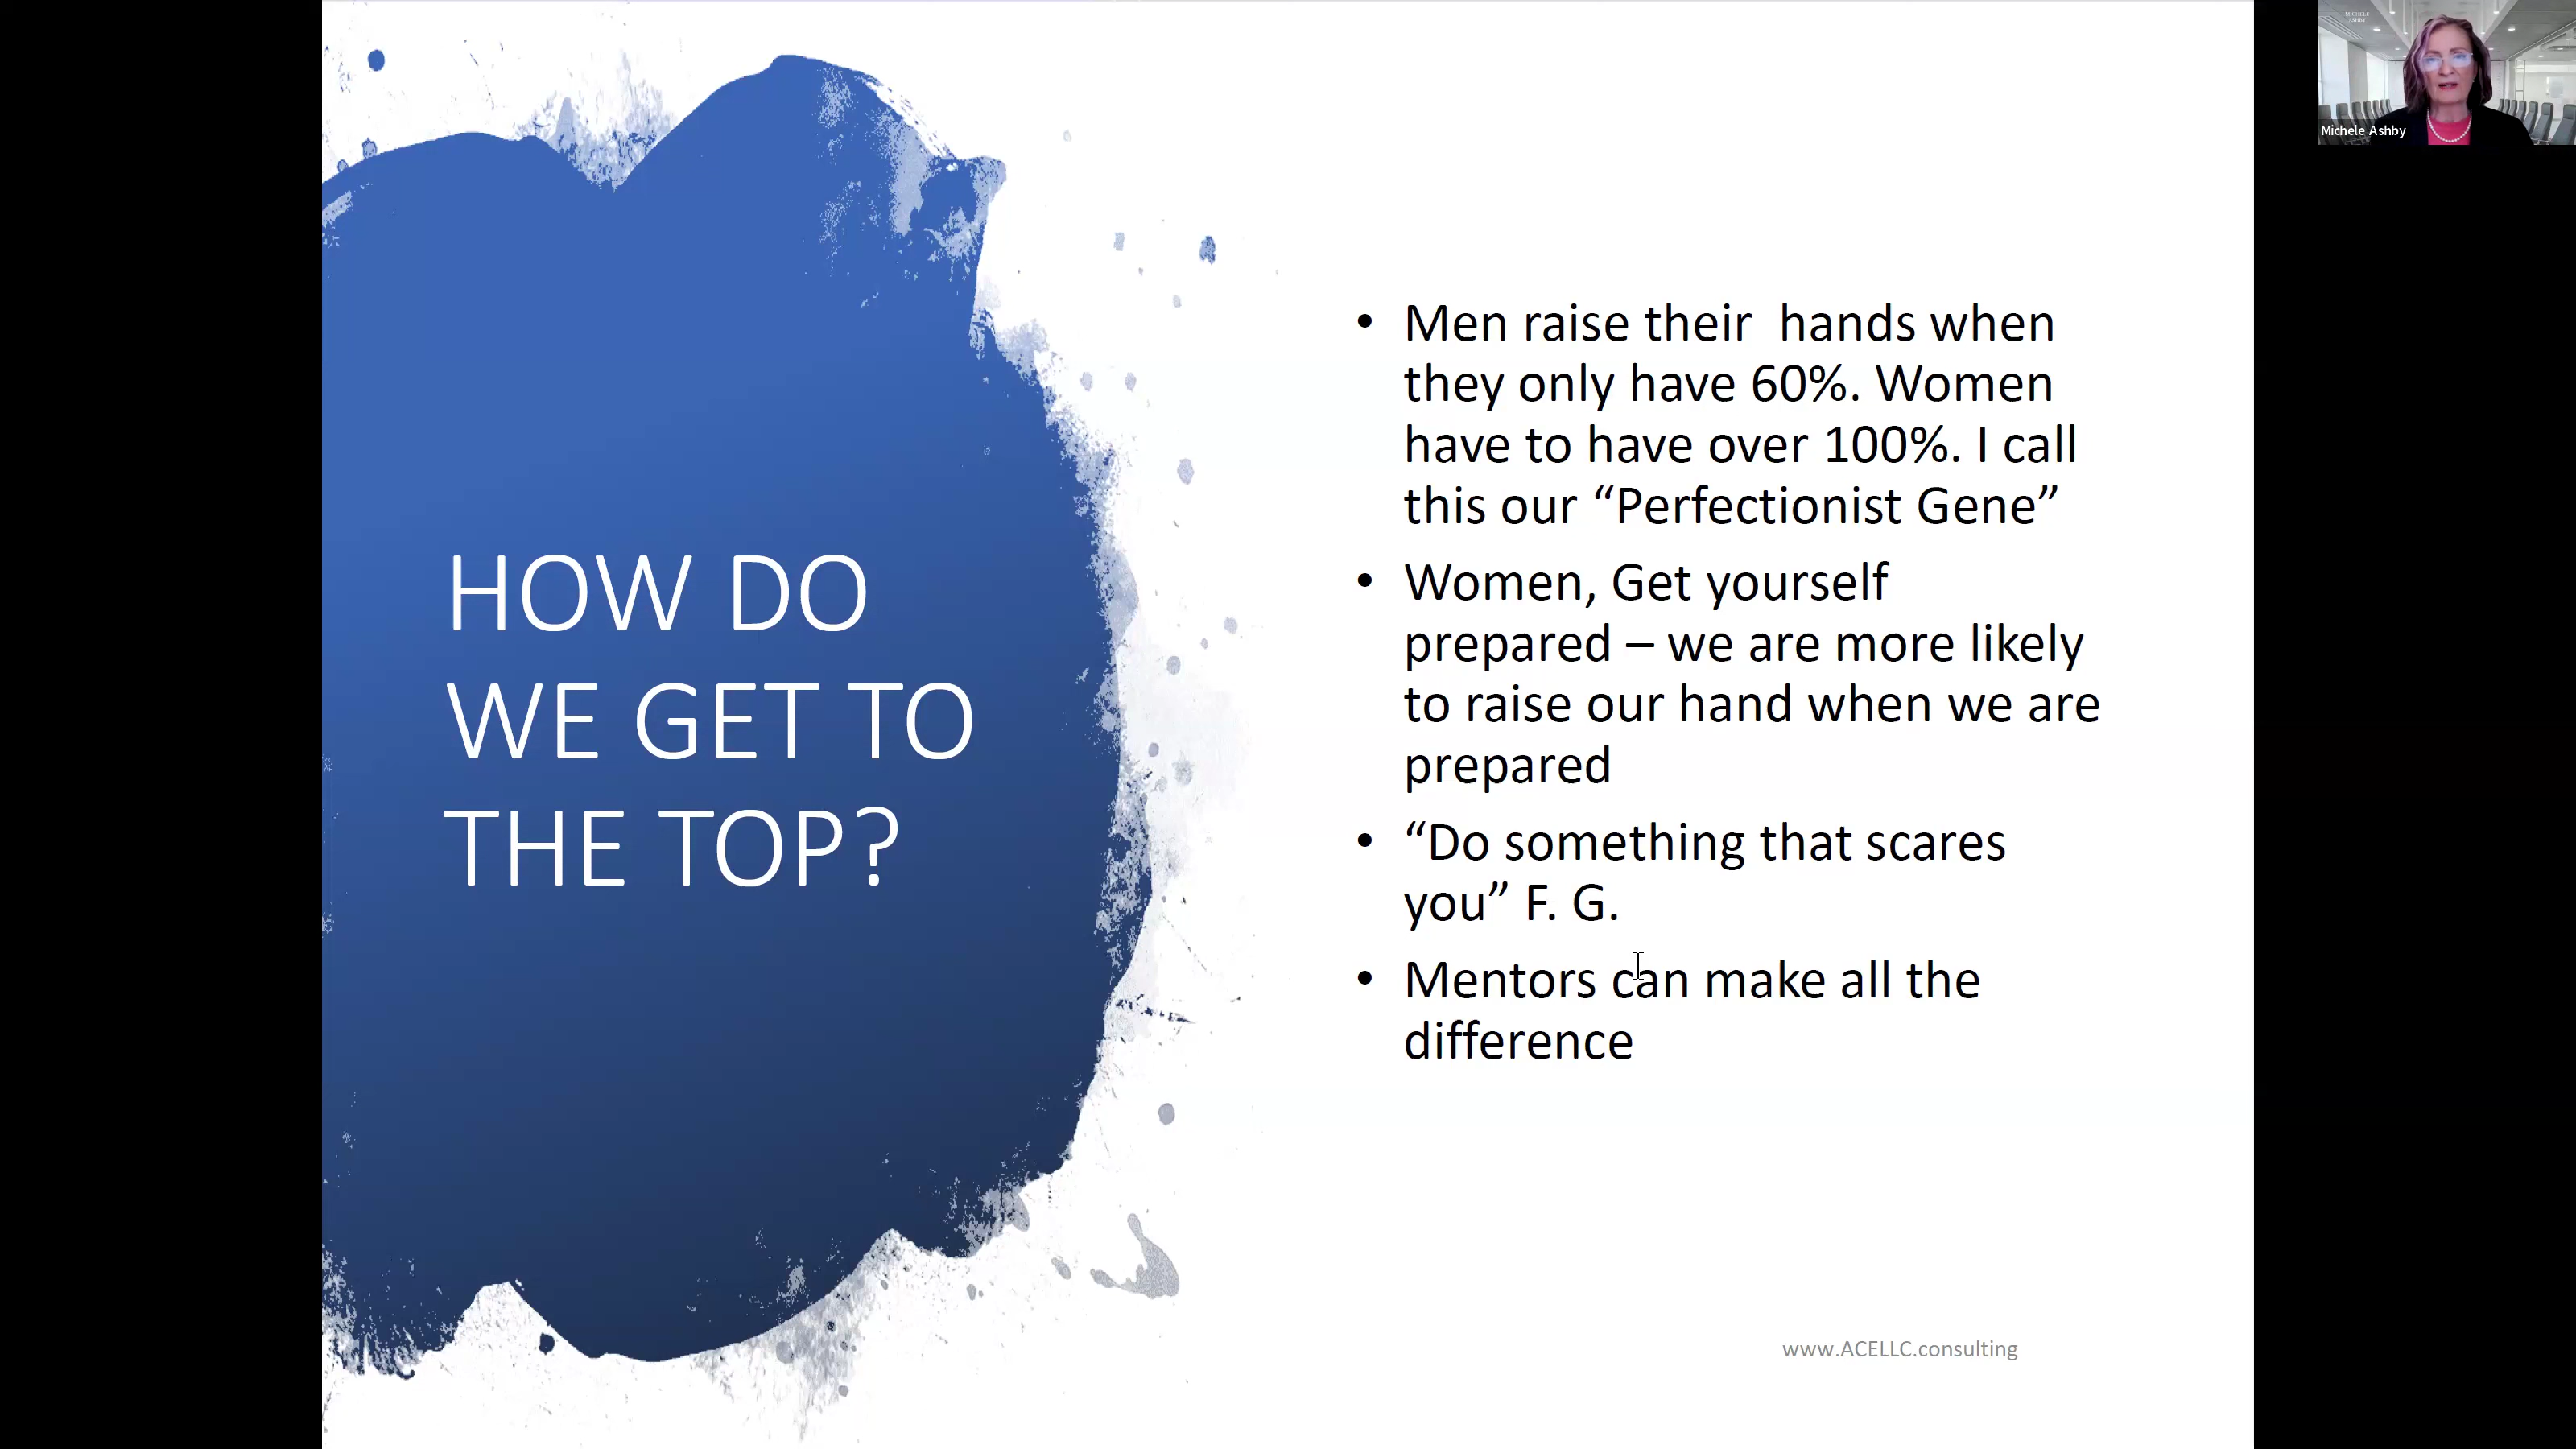 HOW DO
WE GET TO
THE TOP?
• Men raise their  hands when
they only have 60%. Women
have to have over 100%. I call
this our “Perfectionist Gene”
• Women, Get yourself
prepared – we are more likely
to raise our hand when we are
prepared
• “Do something that scares
you” F. G.
• Mentors can make all the
difference
www.ACELLC.consulting
MICHELE
ASHBY
Michele Ashby